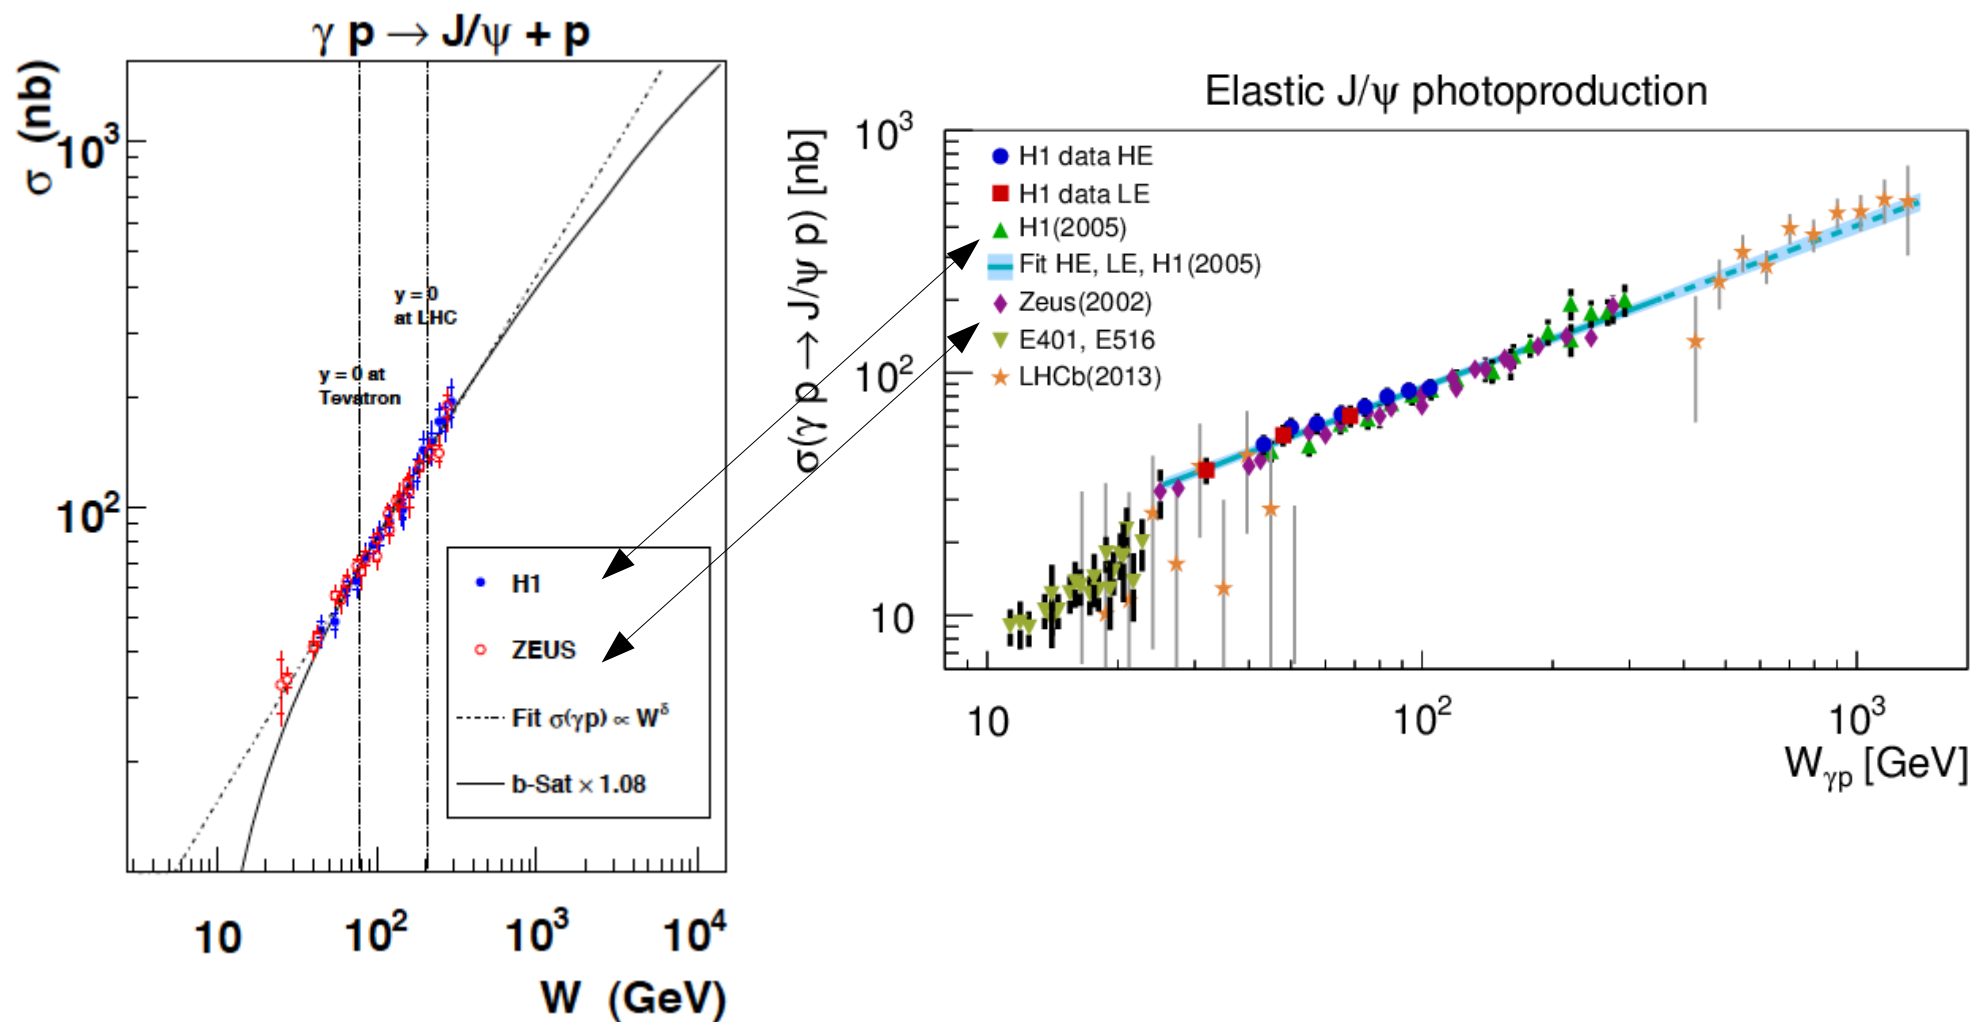 γ p → J/ψ + p
σ (nb)
10³
10²
y = 0
at LHC
y = 0 at
Tevatron
H1
ZEUS
Fit σ(γp) ∝ W^δ
b-Sat × 1.08
10
10²
10³
10⁴
W (GeV)
Elastic J/ψ photoproduction
σ(γ p → J/ψ p) [nb]
10³
10²
10
H1 data HE
H1 data LE
H1(2005)
Fit HE, LE, H1(2005)
Zeus(2002)
E401, E516
LHCb(2013)
10
10²
10³
W_γp [GeV]